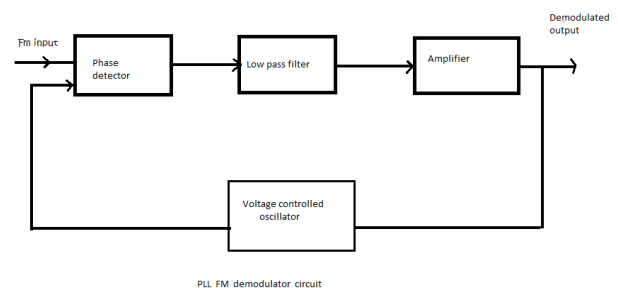 Demodulated
output
Fm input
Phase
detector
Low pass filter
Amplifier
Voltage controlled
oscillator
PLL FM demodulator circuit